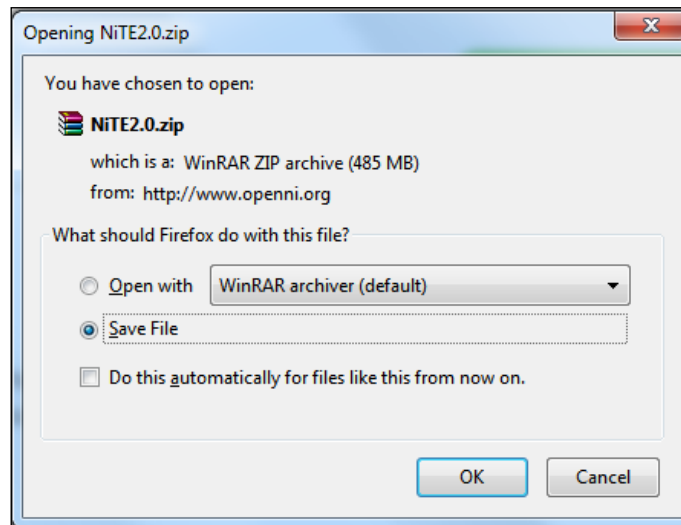 Opening NiTE2.0.zip
You have chosen to open:
NiTE2.0.zip
which is a: WinRAR ZIP archive (485 MB)
from: http://www.openni.org
What should Firefox do with this file?
Open with WinRAR archiver (default)
Save File
Do this automatically for files like this from now on.
OK Cancel